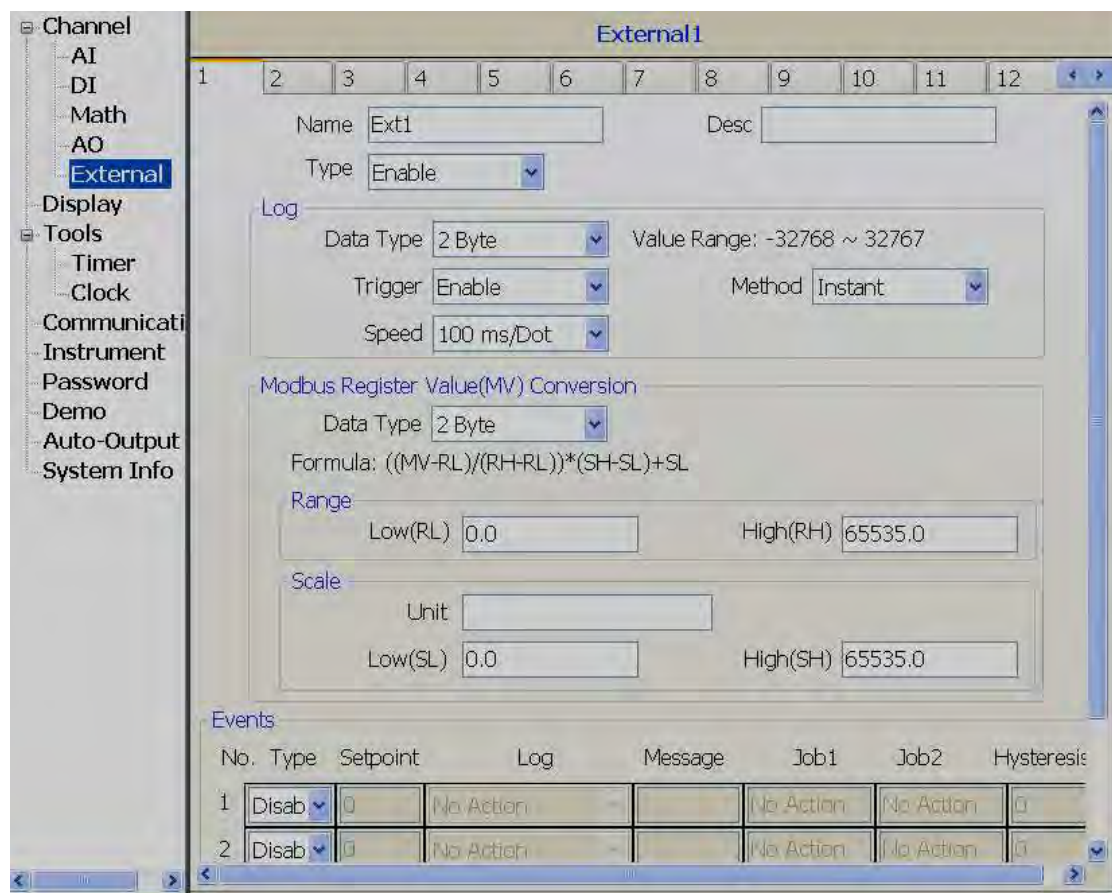 Channel
AI
DI
Math
AO
External
Display
Tools
Timer
Clock
Communicati
Instrument
Password
Demo
Auto-Output
System Info
External1
1 2 3 4 5 6 7 8 9 10 11 12
Name Ext1 Desc
Type Enable
Log
Data Type 2 Byte Value Range: -32768 ~ 32767
Trigger Enable Method Instant
Speed 100 ms/Dot
Modbus Register Value(MV) Conversion
Data Type 2 Byte
Formula: ((MV-RL)/(RH-RL))*(SH-SL)+SL
Range
Low(RL) 0.0 High(RH) 65535.0
Scale
Unit
Low(SL) 0.0 High(SH) 65535.0
Events
No. Type Setpoint Log Message Job1 Job2 Hysteresis
1 Disab 0 No Action No Action No Action 0
2 Disab 0 No Action No Action No Action 0